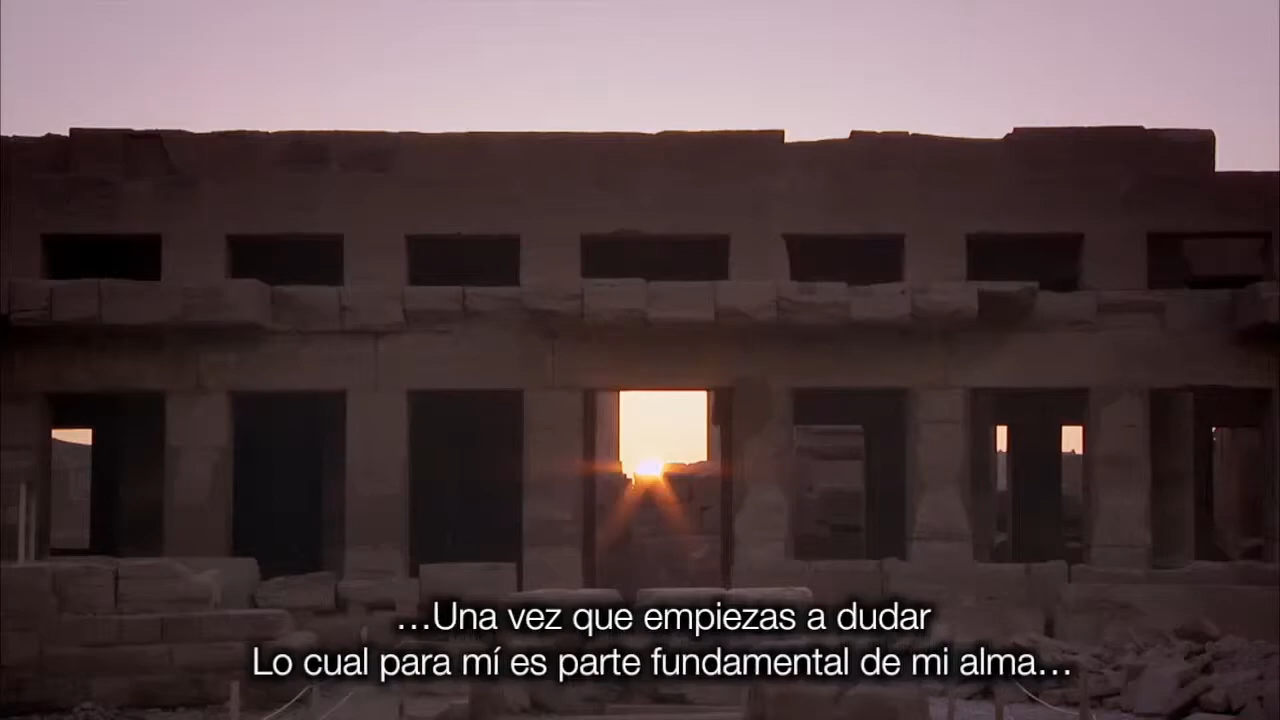 …Una vez que empiezas a dudar
Lo cual para mí es parte fundamental de mi alma…